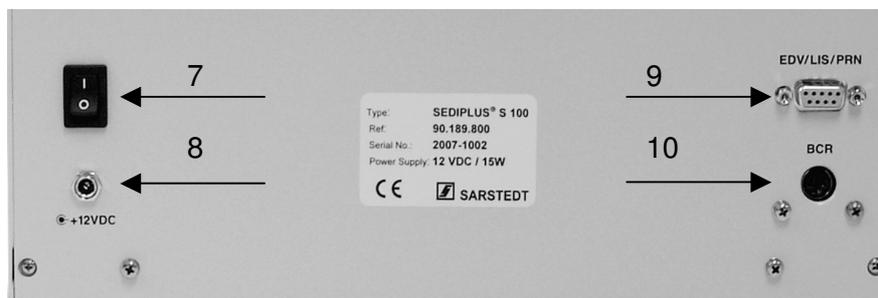 7
8
+12VDC
Type: SEDIPLUS® S 100
Ref: 90.189.800
Serial No.: 2007-1002
Power Supply: 12 VDC / 15W
CE SARSTEDT
EDV/LIS/PRN
9
BCR
10